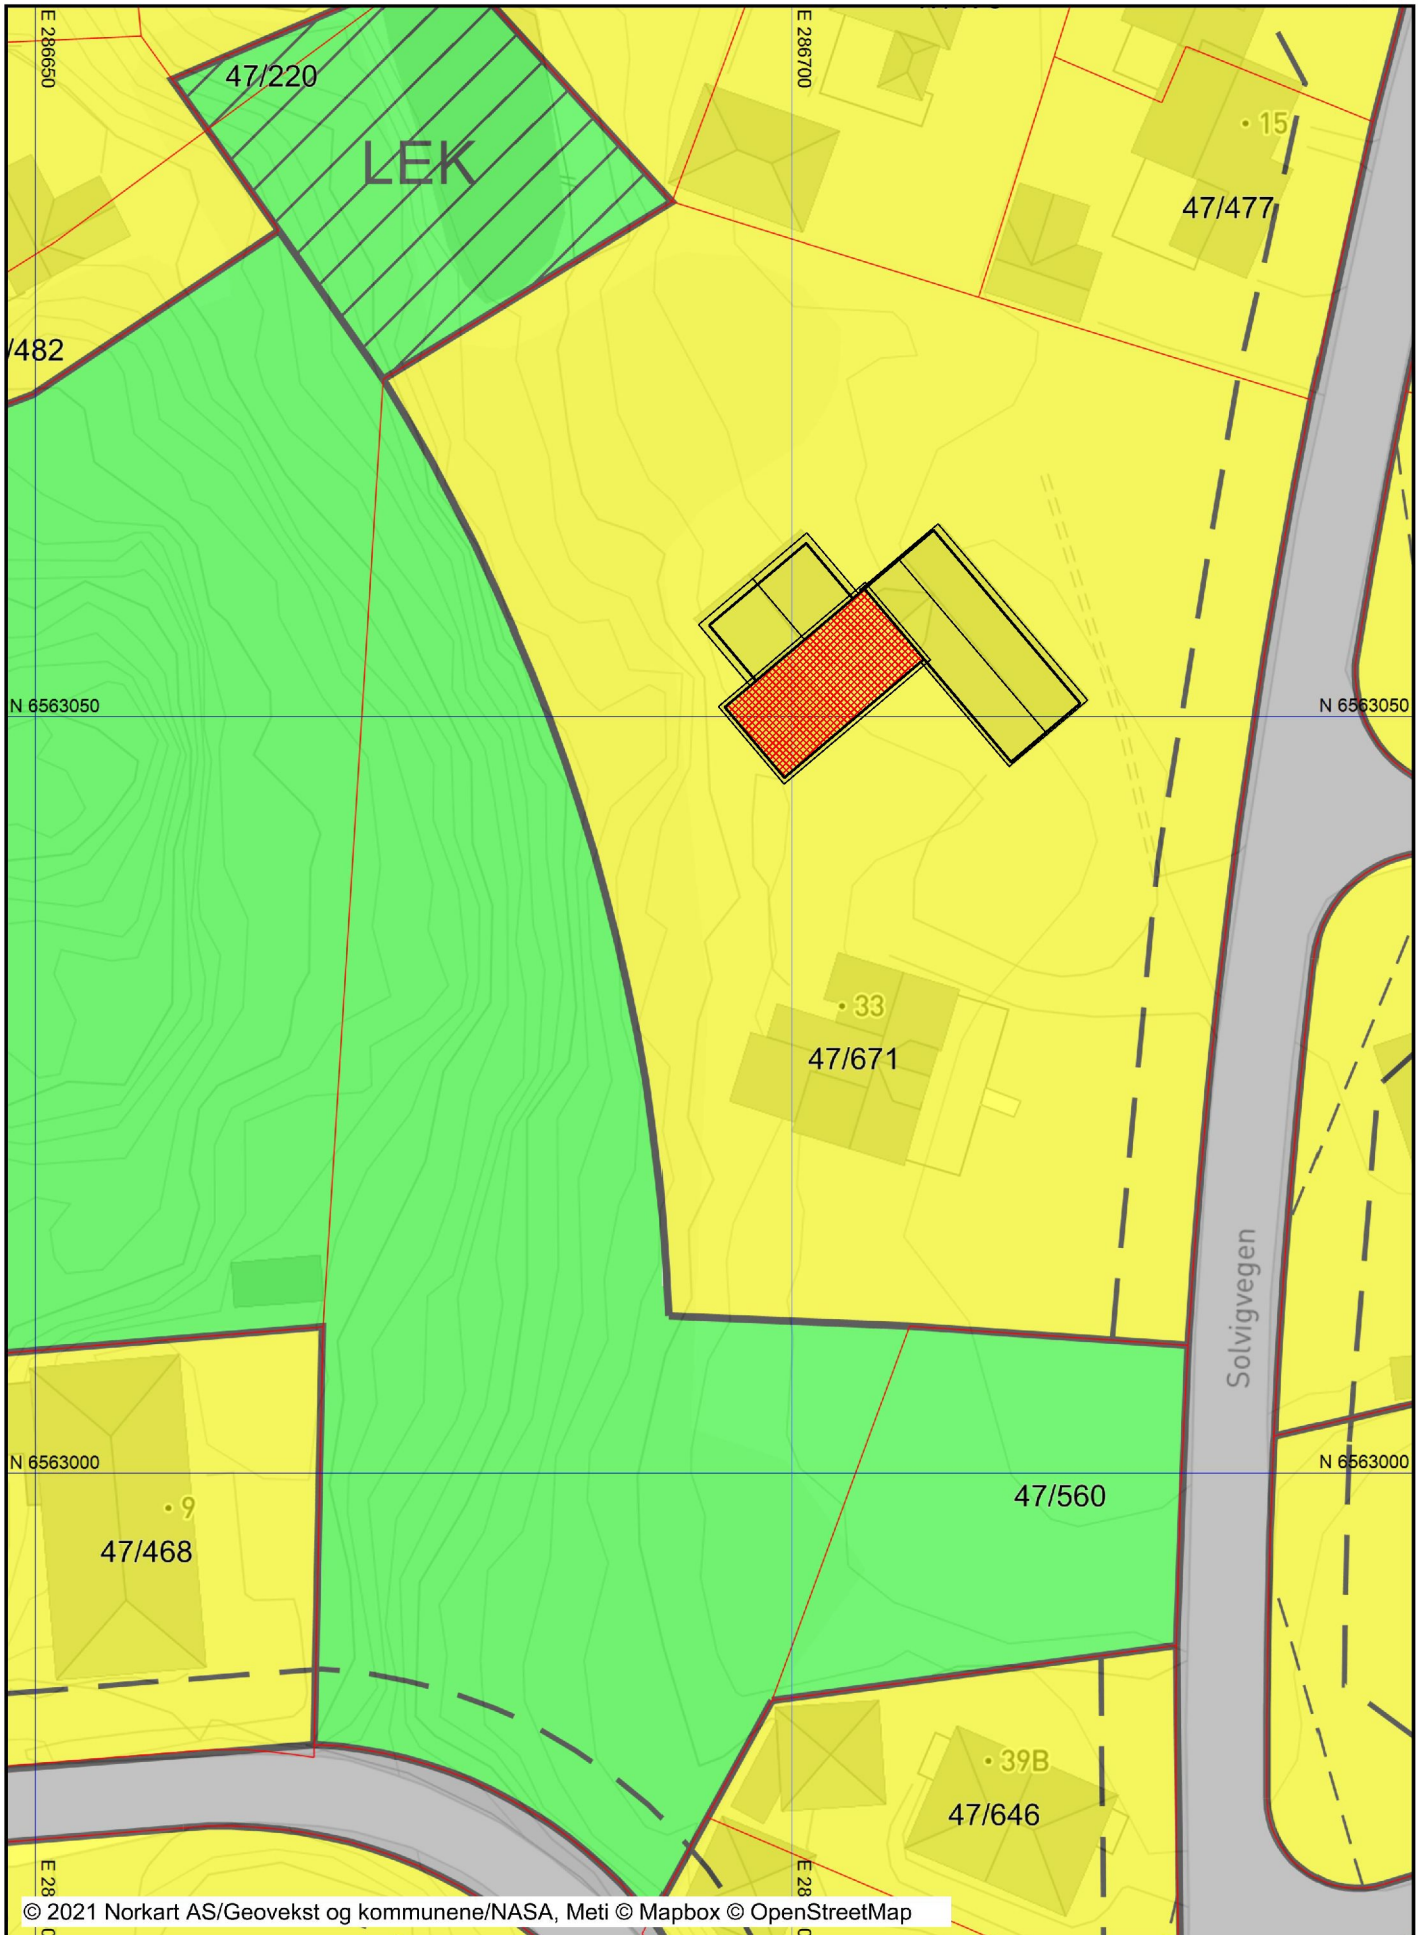 E 286650
E 286700
47/220
LEK
15
47/477
/482
N 6563050
N 6563050
33
47/671
Solvigvegen
N 6563000
N 6563000
47/560
9
47/468
39B
47/646
© 2021 Norkart AS/Geovekst og kommunene/NASA, Meti © Mapbox © OpenStreetMap